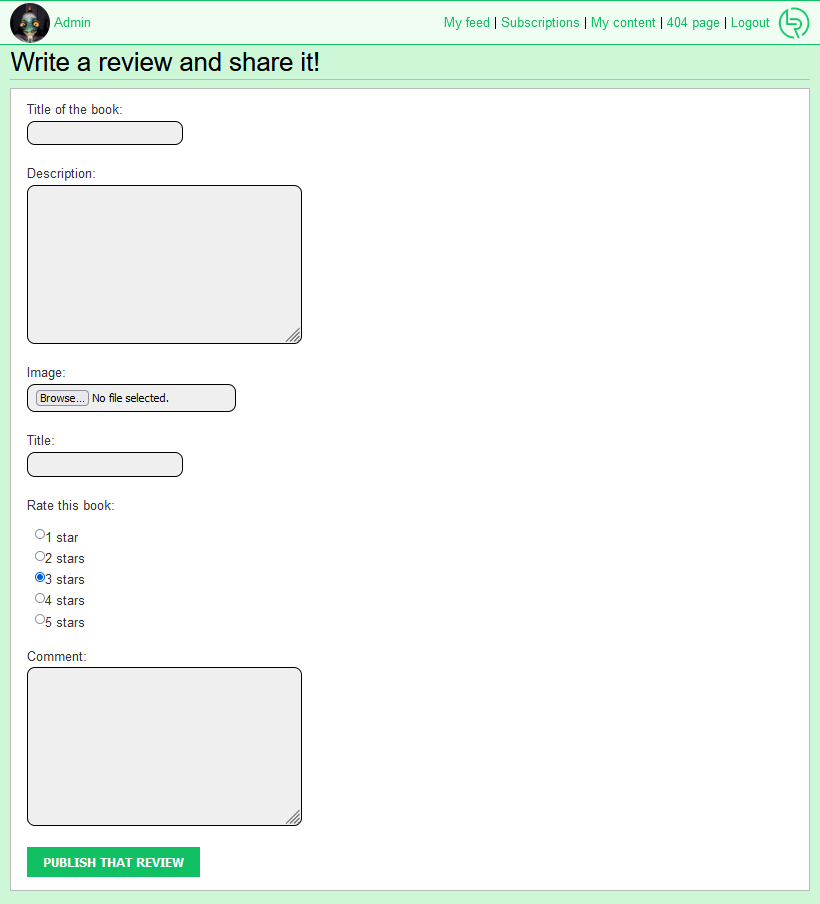 Admin
My feed | Subscriptions | My content | 404 page | Logout
Write a review and share it!
Title of the book:
Description:
Image:
Browse... No file selected.
Title:
Rate this book:
1 star
2 stars
3 stars
4 stars
5 stars
Comment:
PUBLISH THAT REVIEW